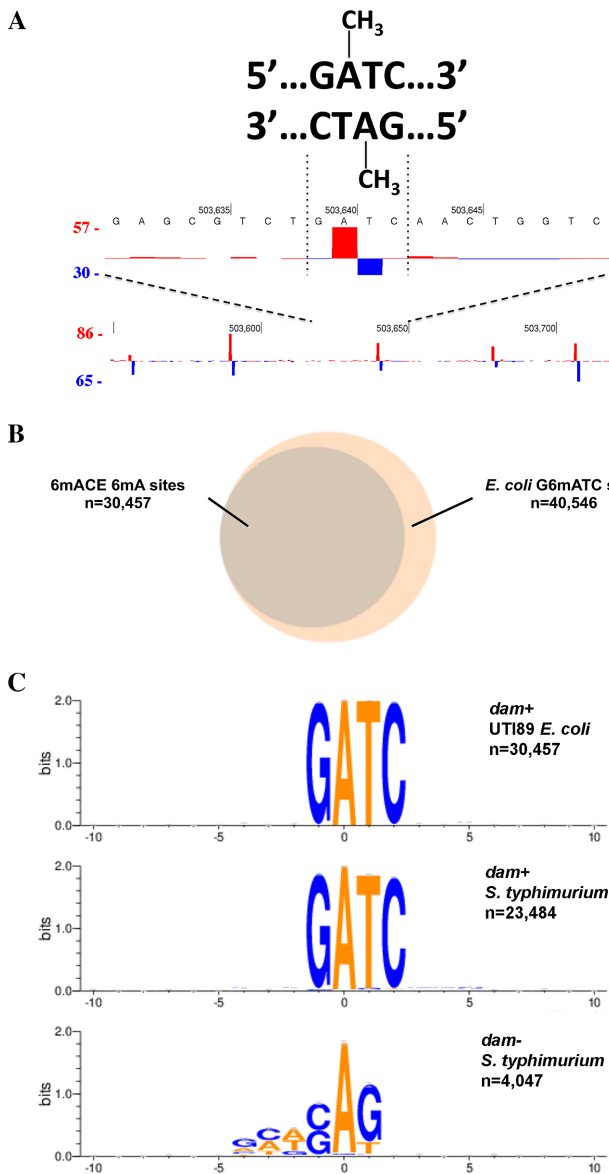 A
CH3
5’...GATC...3’
3’...CTAG...5’
CH3
503,635 503,640 503,645
G A G C G T C T G A T C A A C T G G T C
57 -
30 -
503,600 503,650 503,700
86 -
65 -
B
6mACE 6mA sites
n=30,457
E. coli G6mATC s
n=40,546
C
2.0
1.0
0.0
bits
GATC
-10 -5 0 5 10
dam+
UTI89 E. coli
n=30,457
2.0
1.0
0.0
bits
GATC
-10 -5 0 5 10
dam+
S. typhimurium
n=23,484
2.0
1.0
0.0
bits
G C A C A G
A A T G G T
-10 -5 0 5 10
dam-
S. typhimurium
n=4,047